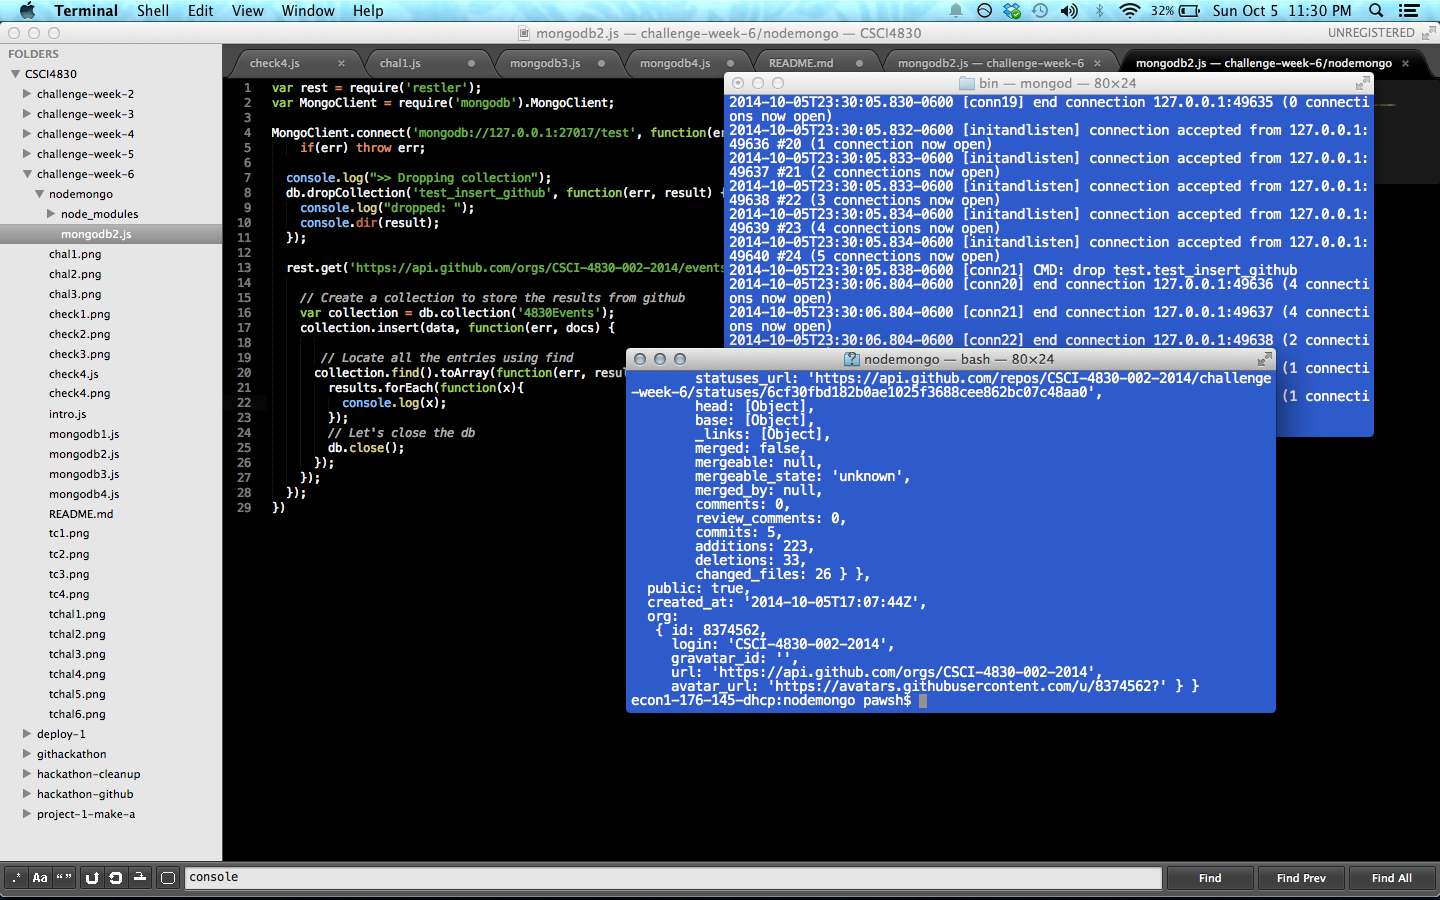 Terminal Shell Edit View Window Help
32% Sun Oct 5 11:30 PM
mongodb2.js — challenge-week-6/nodemongo — CSCI4830
UNREGISTERED
FOLDERS
CSCI4830
challenge-week-2
challenge-week-3
challenge-week-4
challenge-week-5
challenge-week-6
nodemongo
node_modules
mongodb2.js
chal1.png
chal2.png
chal3.png
check1.png
check2.png
check3.png
check4.js
check4.png
intro.js
mongodb1.js
mongodb2.js
mongodb3.js
mongodb4.js
README.md
tc1.png
tc2.png
tc3.png
tc4.png
tchal1.png
tchal2.png
tchal3.png
tchal4.png
tchal5.png
tchal6.png
deploy-1
githackathon
hackathon-cleanup
hackathon-github
project-1-make-a
check4.js
chal1.js
mongodb3.js
mongodb4.js
README.md
mongodb2.js — challenge-week-6
mongodb2.js — challenge-week-6/nodemongo
1 var rest = require('restler');
2 var MongoClient = require('mongodb').MongoClient;
3
4 MongoClient.connect('mongodb://127.0.0.1:27017/test', function(er
5 if(err) throw err;
6
7 console.log(">> Dropping collection");
8 db.dropCollection('test_insert_github', function(err, result) {
9 console.log("dropped: ");
10 console.dir(result);
11 });
12
13 rest.get('https://api.github.com/orgs/CSCI-4830-002-2014/events
14
15 // Create a collection to store the results from github
16 var collection = db.collection('4830Events');
17 collection.insert(data, function(err, docs) {
18
19 // Locate all the entries using find
20 collection.find().toArray(function(err, resul
21 results.forEach(function(x){
22 console.log(x);
23 });
24 // Let's close the db
25 db.close();
26 });
27 });
28 });
29 })
bin — mongod — 80×24
2014-10-05T23:30:05.830-0600 [conn19] end connection 127.0.0.1:49635 (0 connecti
ons now open)
2014-10-05T23:30:05.832-0600 [initandlisten] connection accepted from 127.0.0.1:
49636 #20 (1 connection now open)
2014-10-05T23:30:05.833-0600 [initandlisten] connection accepted from 127.0.0.1:
49637 #21 (2 connections now open)
2014-10-05T23:30:05.833-0600 [initandlisten] connection accepted from 127.0.0.1:
49638 #22 (3 connections now open)
2014-10-05T23:30:05.834-0600 [initandlisten] connection accepted from 127.0.0.1:
49639 #23 (4 connections now open)
2014-10-05T23:30:05.834-0600 [initandlisten] connection accepted from 127.0.0.1:
49640 #24 (5 connections now open)
2014-10-05T23:30:05.838-0600 [conn21] CMD: drop test.test_insert_github
2014-10-05T23:30:06.804-0600 [conn20] end connection 127.0.0.1:49636 (4 connecti
ons now open)
2014-10-05T23:30:06.804-0600 [conn21] end connection 127.0.0.1:49637 (4 connecti
ons now open)
2014-10-05T23:30:06.804-0600 [conn22] end connection 127.0.0.1:49638 (2 connecti
(1 connecti
(1 connecti
nodemongo — bash — 80×24
statuses_url: 'https://api.github.com/repos/CSCI-4830-002-2014/challenge
-week-6/statuses/6cf30fbd182b0ae1025f3688cee862bc07c48aa0',
head: [Object],
base: [Object],
_links: [Object],
merged: false,
mergeable: null,
mergeable_state: 'unknown',
merged_by: null,
comments: 0,
review_comments: 0,
commits: 5,
additions: 223,
deletions: 33,
changed_files: 26 } },
public: true,
created_at: '2014-10-05T17:07:44Z',
org:
{ id: 8374562,
login: 'CSCI-4830-002-2014',
gravatar_id: '',
url: 'https://api.github.com/orgs/CSCI-4830-002-2014',
avatar_url: 'https://avatars.githubusercontent.com/u/8374562?' } }
econ1-176-145-dhcp:nodemongo pawsh$
.* Aa “” console Find Find Prev Find All